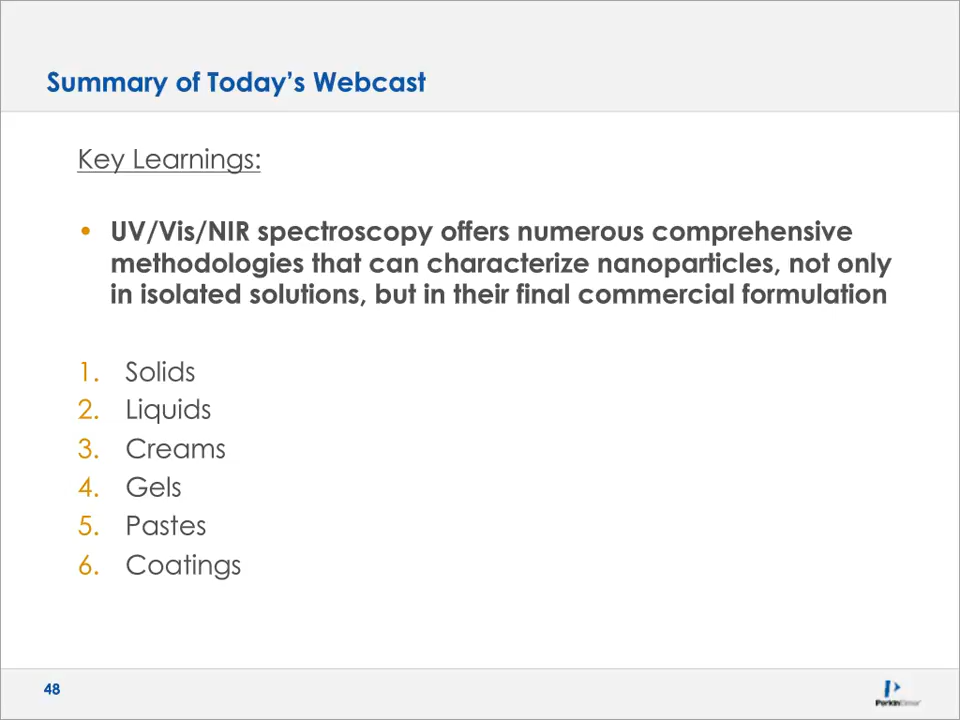 Summary of Today’s Webcast
Key Learnings:
• UV/Vis/NIR spectroscopy offers numerous comprehensive
methodologies that can characterize nanoparticles, not only
in isolated solutions, but in their final commercial formulation
1. Solids
2. Liquids
3. Creams
4. Gels
5. Pastes
6. Coatings
48
PerkinElmer